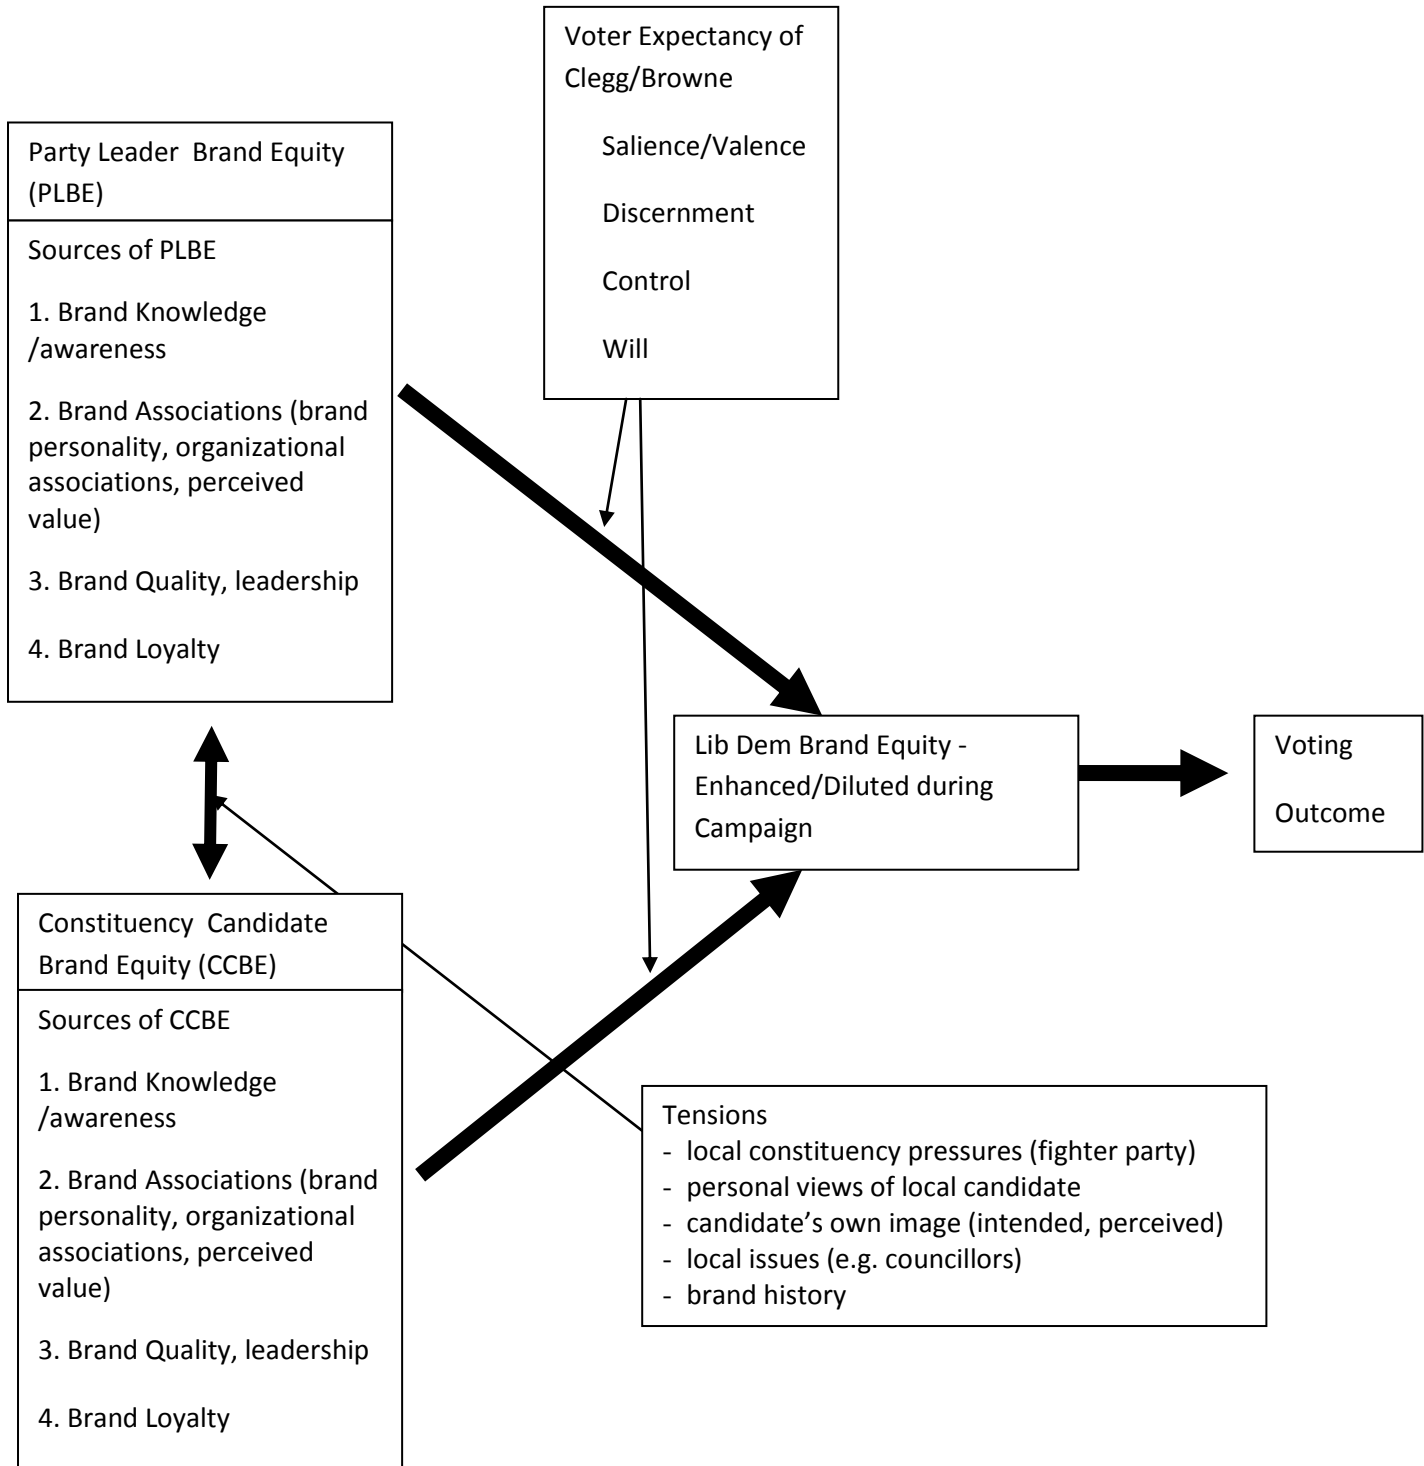 Voter Expectancy of
Clegg/Browne
Salience/Valence
Discernment
Control
Will
Party Leader  Brand Equity
(PLBE)
Sources of PLBE
1. Brand Knowledge
/awareness
2. Brand Associations (brand
personality, organizational
associations, perceived
value)
3. Brand Quality, leadership
4. Brand Loyalty
Lib Dem Brand Equity -
Enhanced/Diluted during
Campaign
Voting
Outcome
Constituency  Candidate
Brand Equity (CCBE)
Sources of CCBE
1. Brand Knowledge
/awareness
2. Brand Associations (brand
personality, organizational
associations, perceived
value)
3. Brand Quality, leadership
4. Brand Loyalty
Tensions
- local constituency pressures (fighter party)
- personal views of local candidate
- candidate’s own image (intended, perceived)
- local issues (e.g. councillors)
- brand history